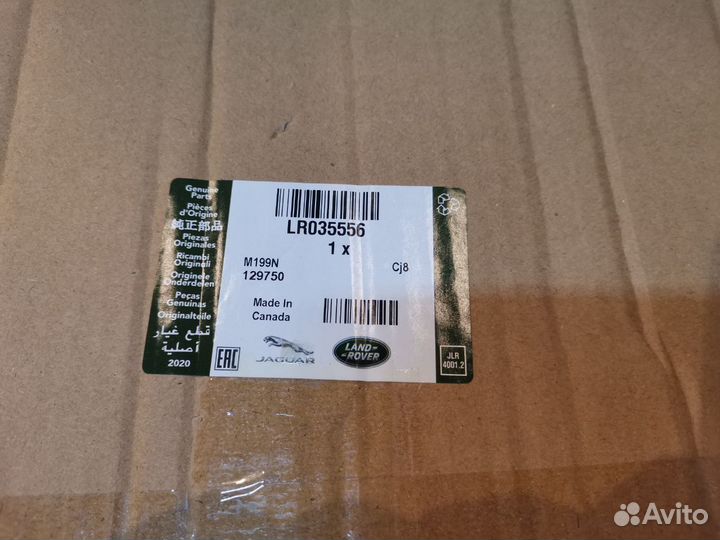 Genuine
Parts
Pièces
d'Origine
純正部品
Piezas
Originales
Ricambi
Originali
Originele
Onderdelen
Peças
Genuínas
Originalteile
قطع غيار
أصلية
2020
LR035556
1 x
M199N
129750
Cj8
Made In
Canada
EAC
JAGUAR
LAND-
ROVER
JLR
4001.2
Avito